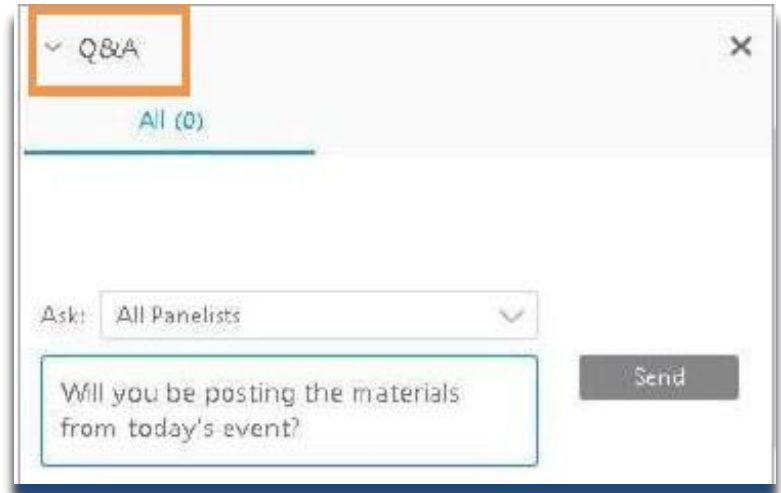 Q&A
All (0)
Ask: All Panelists
Will you be posting the materials
from today's event?
Send